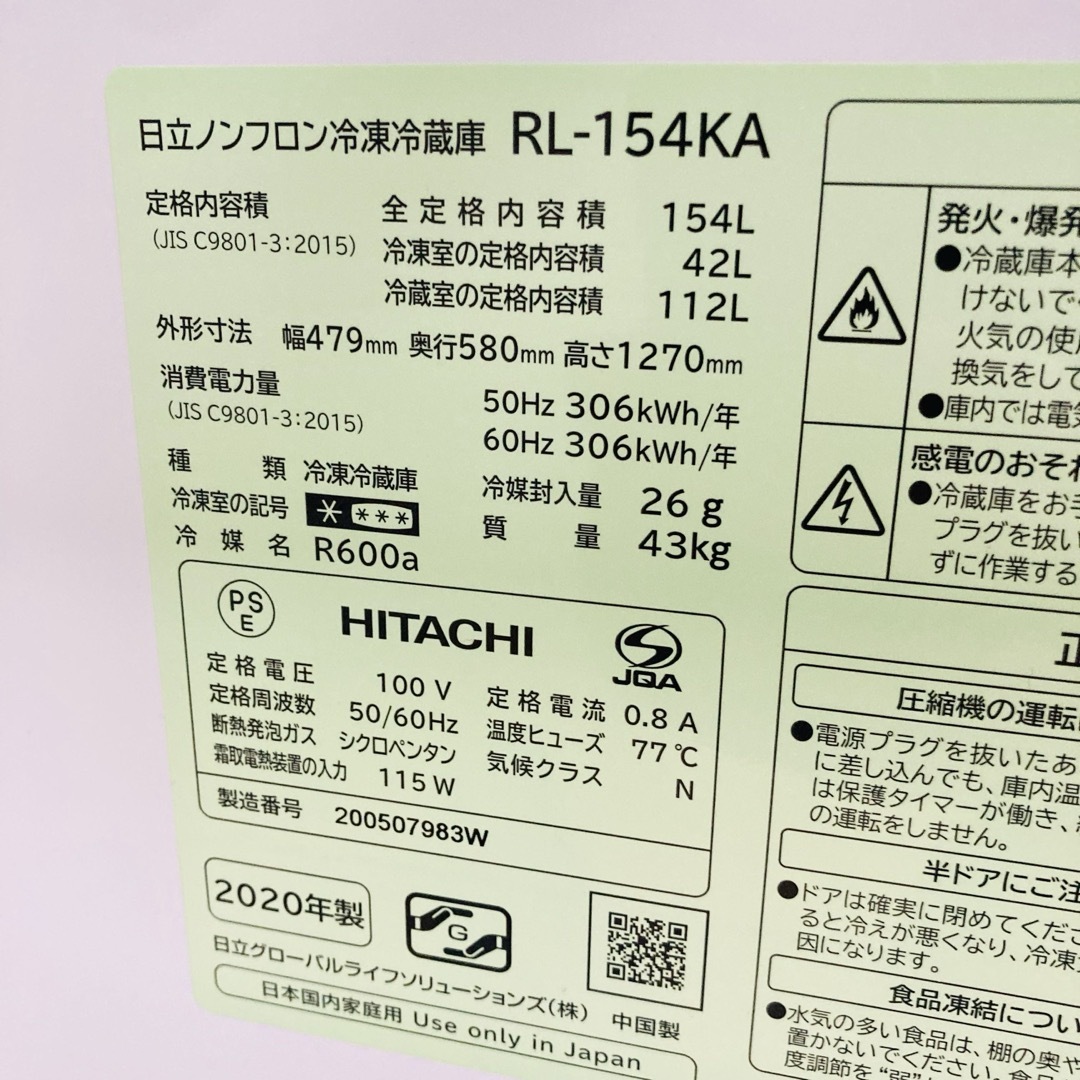 日立ノンフロン冷凍冷蔵庫 RL-154KA
定格内容積 全定格内容積 154L
(JIS C9801-3:2015) 冷凍室の定格内容積 42L
冷蔵室の定格内容積 112L
外形寸法 幅479mm 奥行580mm 高さ1270mm
消費電力量 50Hz 306kWh/年
(JIS C9801-3:2015) 60Hz 306kWh/年
種類 冷凍冷蔵庫 冷媒封入量 26g
冷凍室の記号 * *** 質量 43kg
冷媒名 R600a
PSE HITACHI JQA
定格電圧 100V 定格電流 0.8A
定格周波数 50/60Hz 温度ヒューズ 77℃
断熱発泡ガス シクロペンタン 気候クラス N
霜取電熱装置の入力 115W
製造番号 200507983W
2020年製 G
日立グローバルライフソリューションズ(株) 中国製
日本国内家庭用 Use only in Japan
発火・爆発
●冷蔵庫本
けないで
火気の使
換気をして
●庫内では電気
感電のおそれ
●冷蔵庫をお手
プラグを抜い
ずに作業する
正
圧縮機の運転
●電源プラグを抜いたあ
に差し込んでも、庫内温
は保護タイマーが働き、
の運転をしません。
半ドアにご注
●ドアは確実に閉めてくださ
ると冷えが悪くなり、冷凍
因になります。
食品凍結につい
●水気の多い食品は、棚の奥や
置かないでください。食品
度調節を“弱”